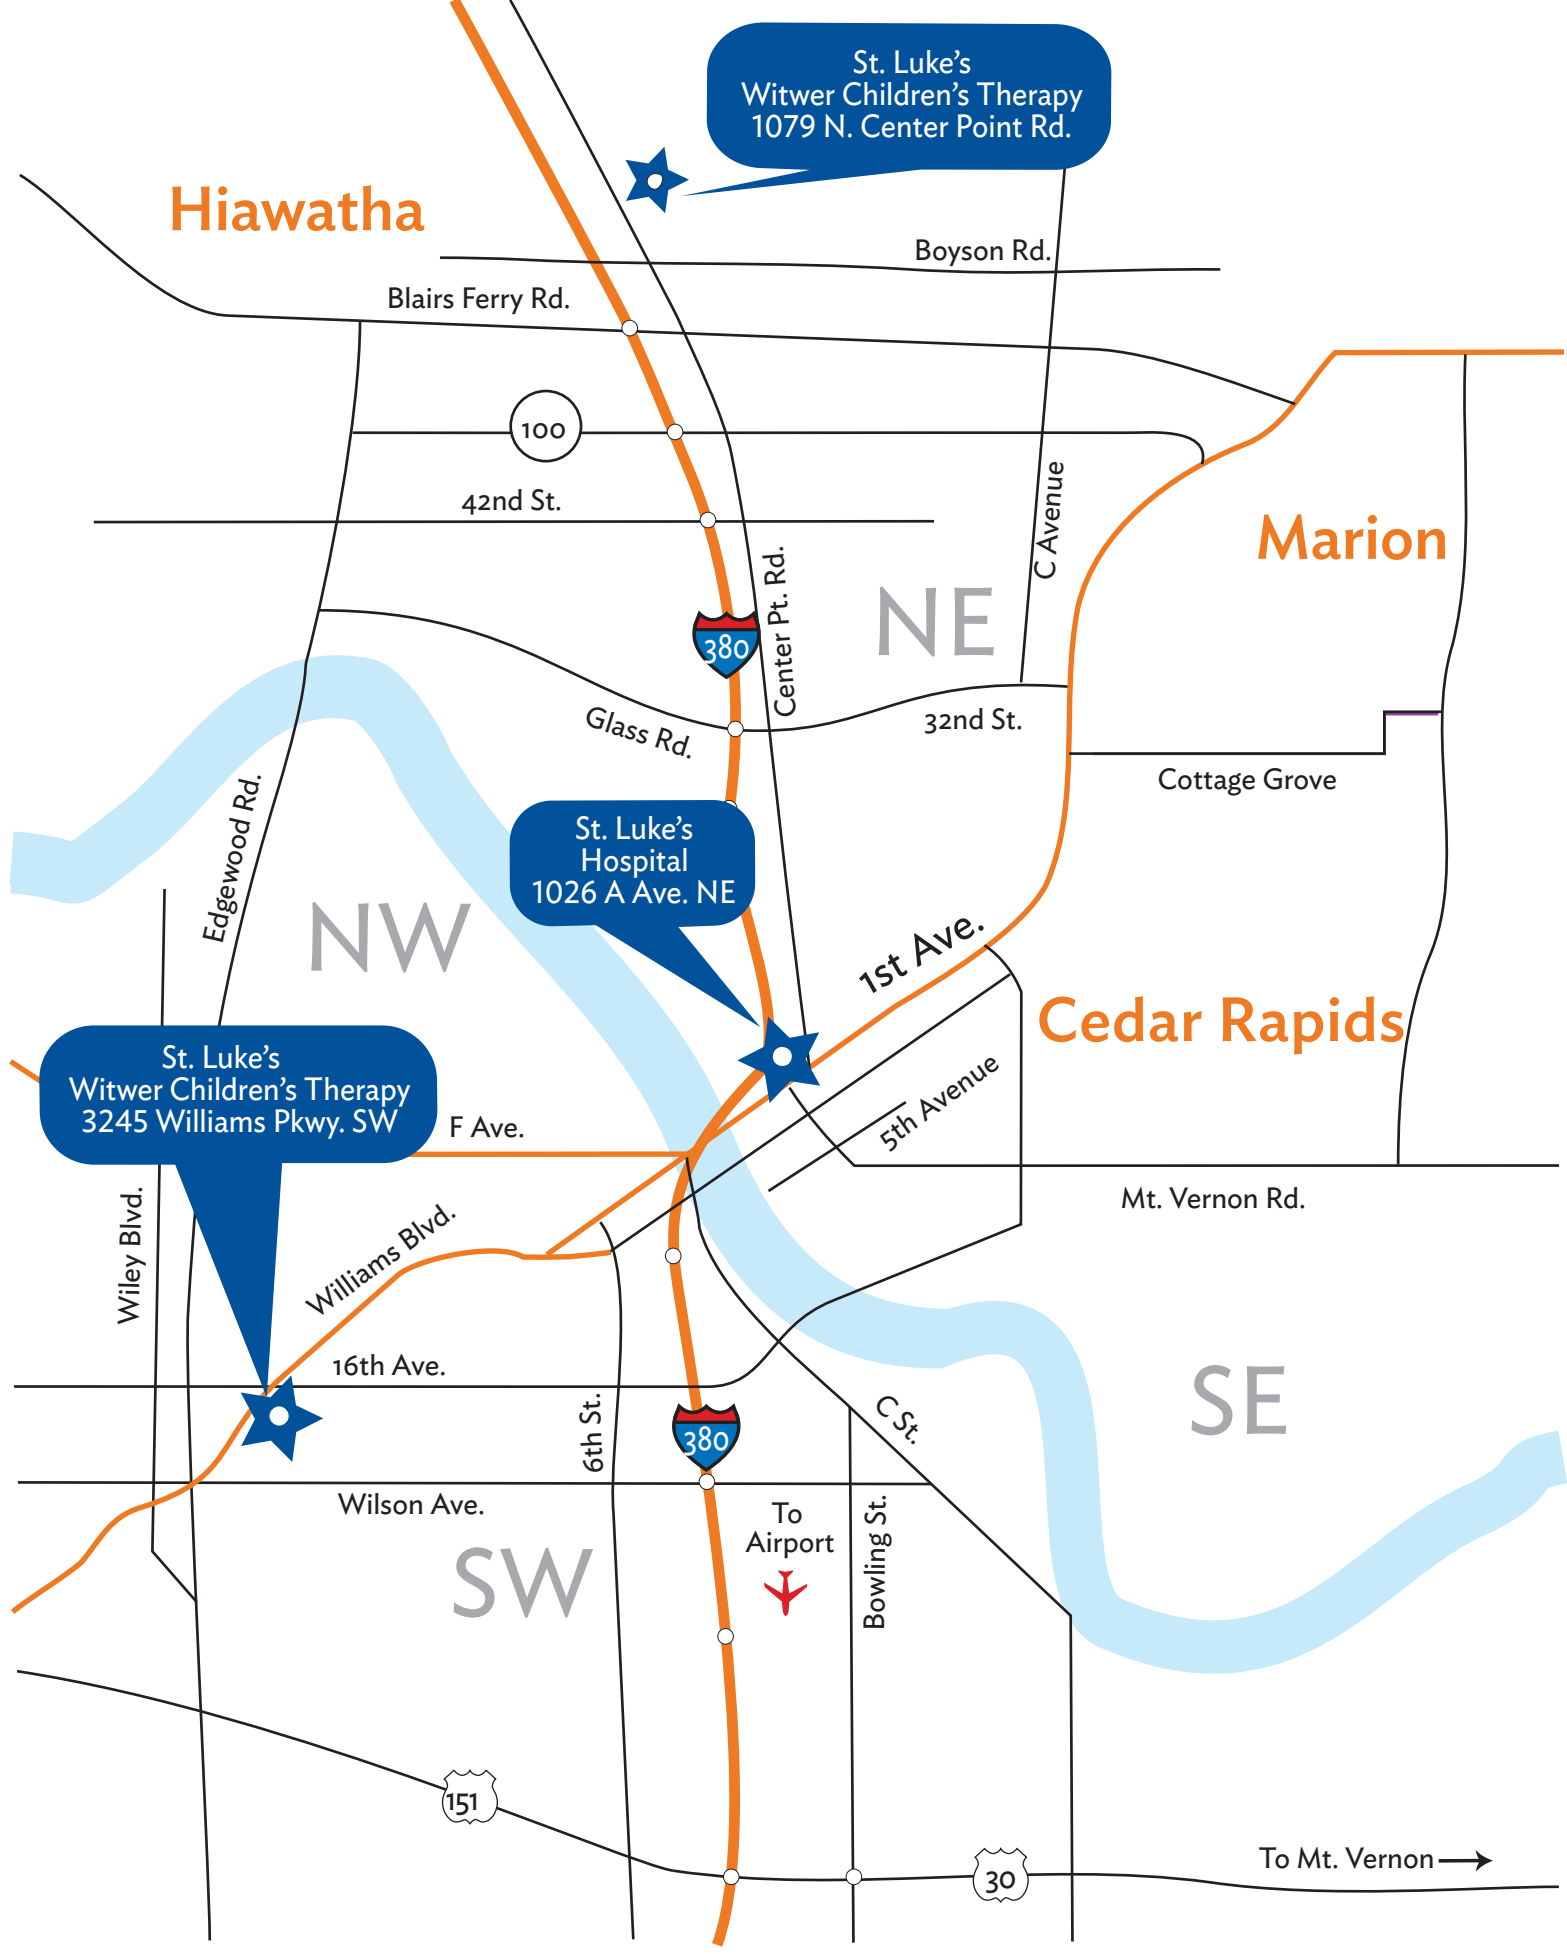 St. Luke's
Witwer Children's Therapy
1079 N. Center Point Rd.
Hiawatha
Boyson Rd.
Blairs Ferry Rd.
100
42nd St.
C Avenue
Marion
NE
380
Center Pt. Rd.
Glass Rd.
32nd St.
Cottage Grove
Edgewood Rd.
St. Luke's
Hospital
1026 A Ave. NE
NW
1st Ave.
Cedar Rapids
St. Luke's
Witwer Children's Therapy
3245 Williams Pkwy. SW
F Ave.
5th Avenue
Mt. Vernon Rd.
Wiley Blvd.
Williams Blvd.
16th Ave.
6th St.
380
C St.
SE
Wilson Ave.
To
Airport
Bowling St.
SW
151
30
To Mt. Vernon